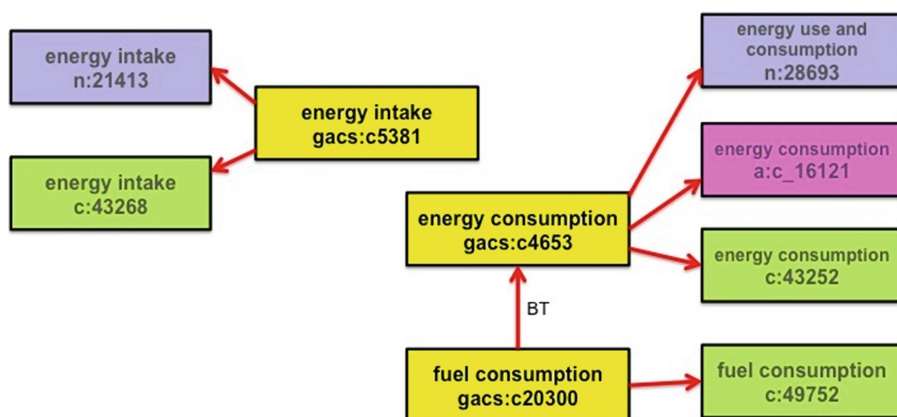 energy intake
n:21413
energy intake
c:43268
energy intake
gacs:c5381
energy use and
consumption
n:28693
energy consumption
a:c_16121
energy consumption
gacs:c4653
energy consumption
c:43252
BT
fuel consumption
gacs:c20300
fuel consumption
c:49752